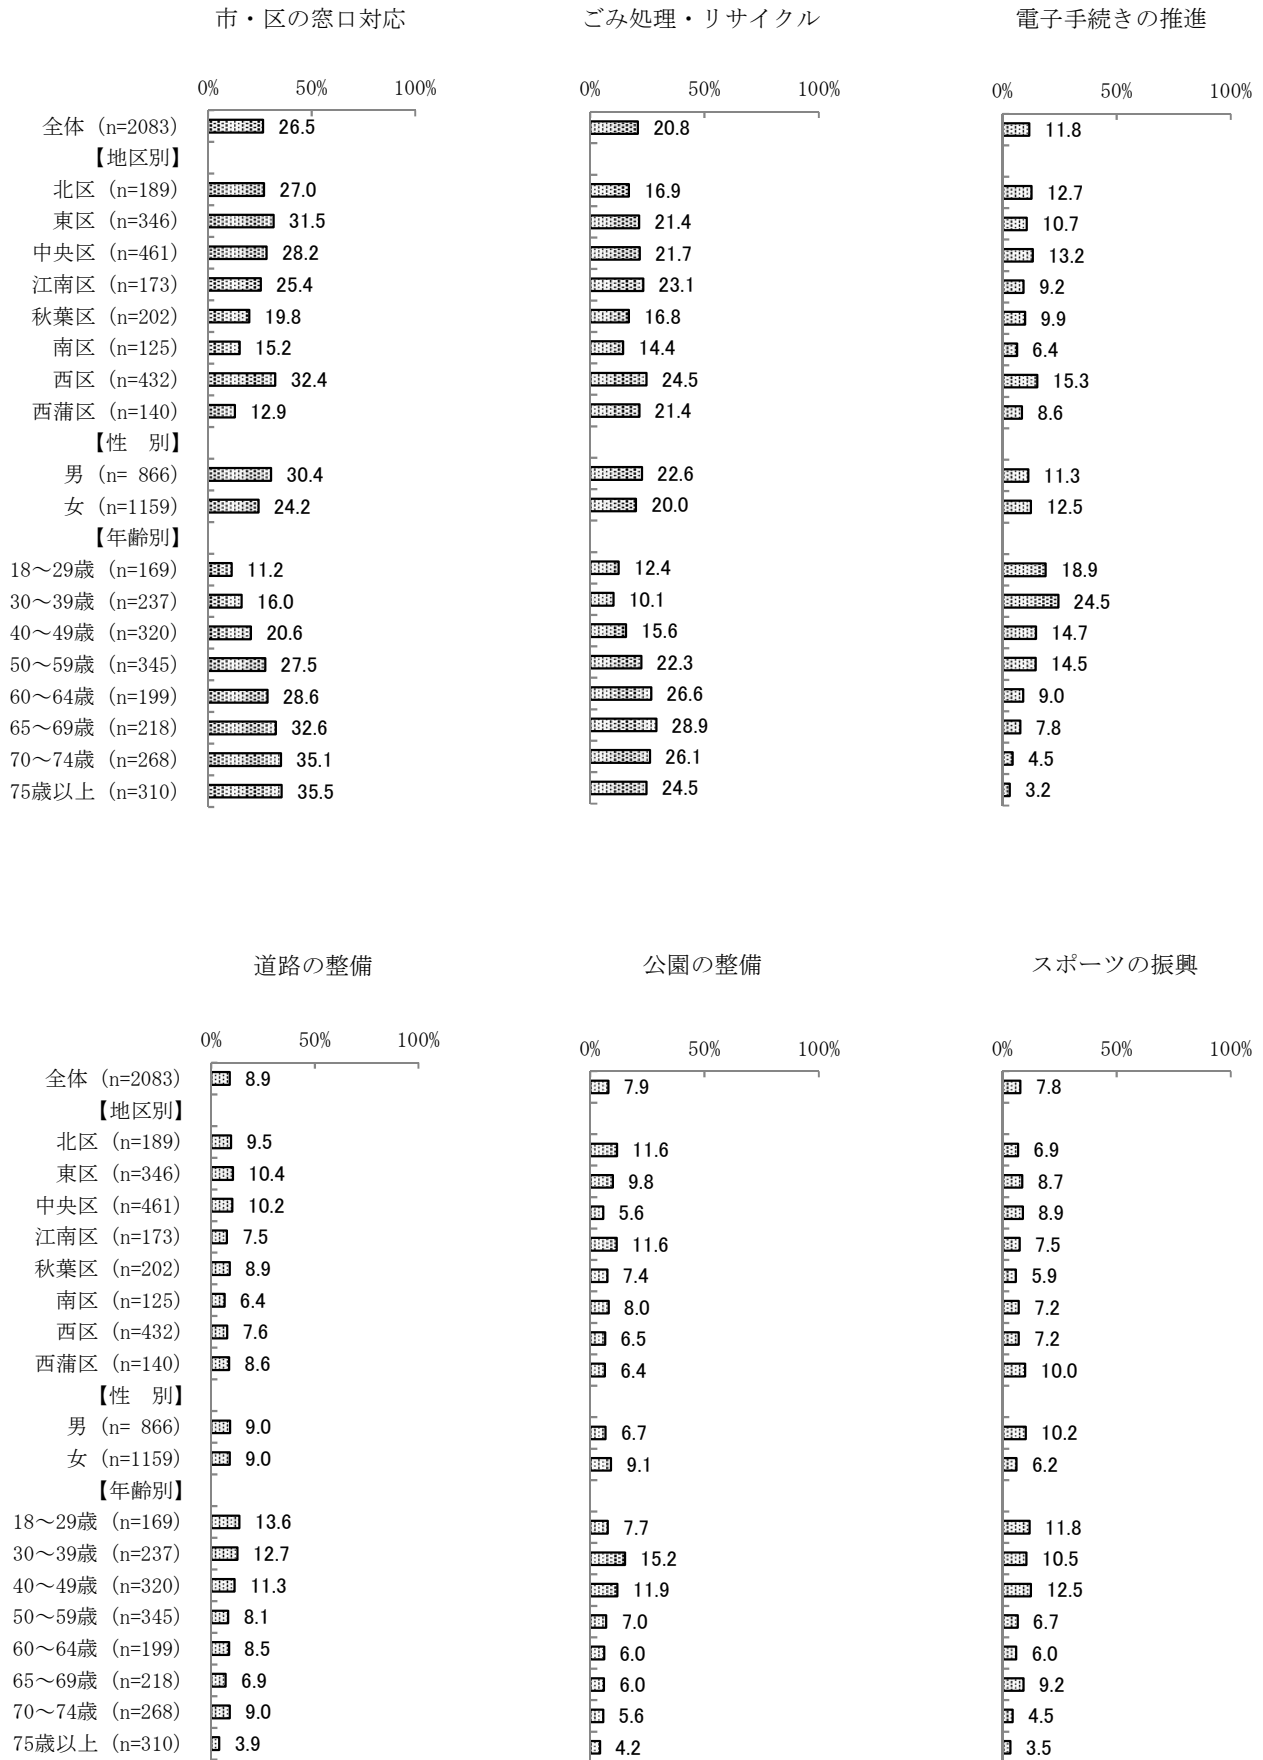 市・区の窓口対応 ごみ処理・リサイクル 電子手続きの推進
0% 50% 100% 0% 50% 100% 0% 50% 100%
全体 (n=2083) 26.5 20.8 11.8
【地区別】
北区 (n=189) 27.0 16.9 12.7
東区 (n=346) 31.5 21.4 10.7
中央区 (n=461) 28.2 21.7 13.2
江南区 (n=173) 25.4 23.1 9.2
秋葉区 (n=202) 19.8 16.8 9.9
南区 (n=125) 15.2 14.4 6.4
西区 (n=432) 32.4 24.5 15.3
西蒲区 (n=140) 12.9 21.4 8.6
【性　別】
男 (n= 866) 30.4 22.6 11.3
女 (n=1159) 24.2 20.0 12.5
【年齢別】
18～29歳 (n=169) 11.2 12.4 18.9
30～39歳 (n=237) 16.0 10.1 24.5
40～49歳 (n=320) 20.6 15.6 14.7
50～59歳 (n=345) 27.5 22.3 14.5
60～64歳 (n=199) 28.6 26.6 9.0
65～69歳 (n=218) 32.6 28.9 7.8
70～74歳 (n=268) 35.1 26.1 4.5
75歳以上 (n=310) 35.5 24.5 3.2
道路の整備 公園の整備 スポーツの振興
0% 50% 100% 0% 50% 100% 0% 50% 100%
全体 (n=2083) 8.9 7.9 7.8
【地区別】
北区 (n=189) 9.5 11.6 6.9
東区 (n=346) 10.4 9.8 8.7
中央区 (n=461) 10.2 5.6 8.9
江南区 (n=173) 7.5 11.6 7.5
秋葉区 (n=202) 8.9 7.4 5.9
南区 (n=125) 6.4 8.0 7.2
西区 (n=432) 7.6 6.5 7.2
西蒲区 (n=140) 8.6 6.4 10.0
【性　別】
男 (n= 866) 9.0 6.7 10.2
女 (n=1159) 9.0 9.1 6.2
【年齢別】
18～29歳 (n=169) 13.6 7.7 11.8
30～39歳 (n=237) 12.7 15.2 10.5
40～49歳 (n=320) 11.3 11.9 12.5
50～59歳 (n=345) 8.1 7.0 6.7
60～64歳 (n=199) 8.5 6.0 6.0
65～69歳 (n=218) 6.9 6.0 9.2
70～74歳 (n=268) 9.0 5.6 4.5
75歳以上 (n=310) 3.9 4.2 3.5